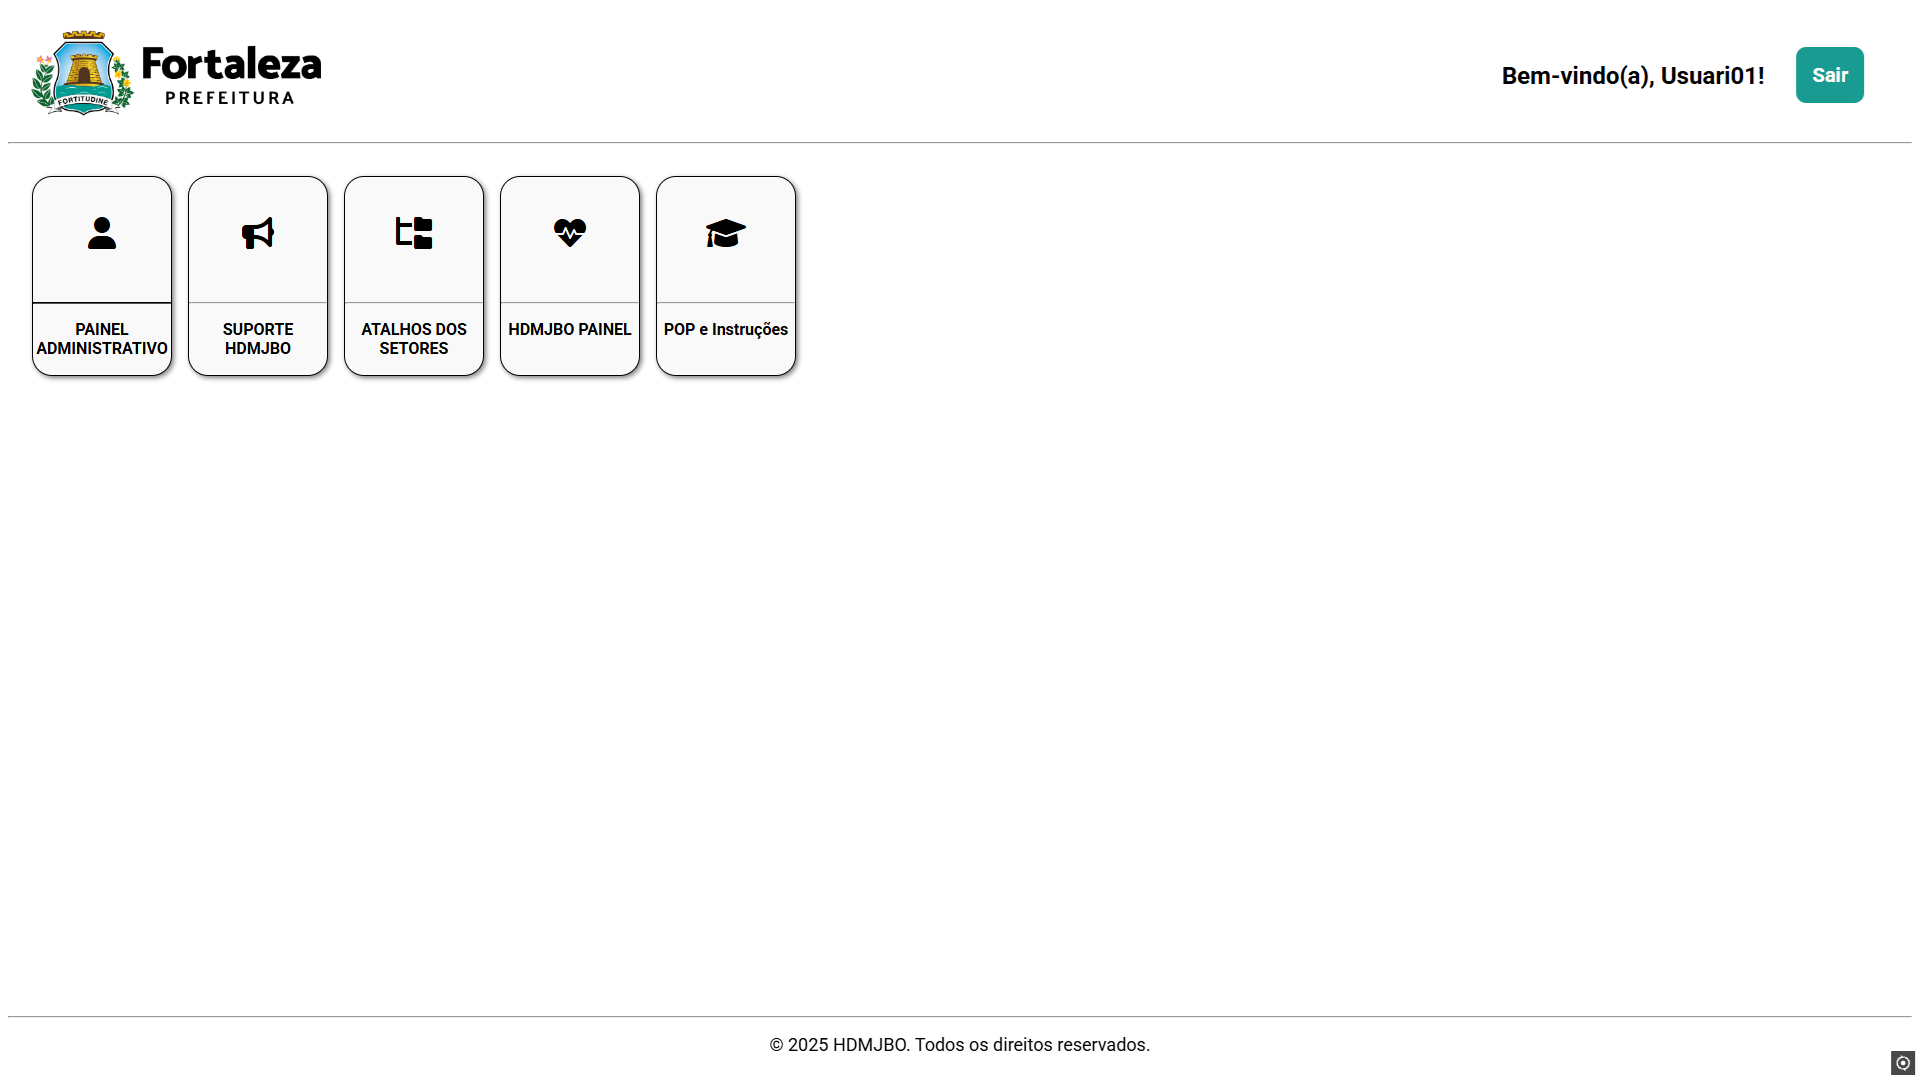 Fortaleza
PREFEITURA
FORTITUDINE
Bem-vindo(a), Usuari01!
Sair
PAINEL
ADMINISTRATIVO
SUPORTE
HDMJBO
ATALHOS DOS
SETORES
HDMJBO PAINEL
POP e Instruções
© 2025 HDMJBO. Todos os direitos reservados.